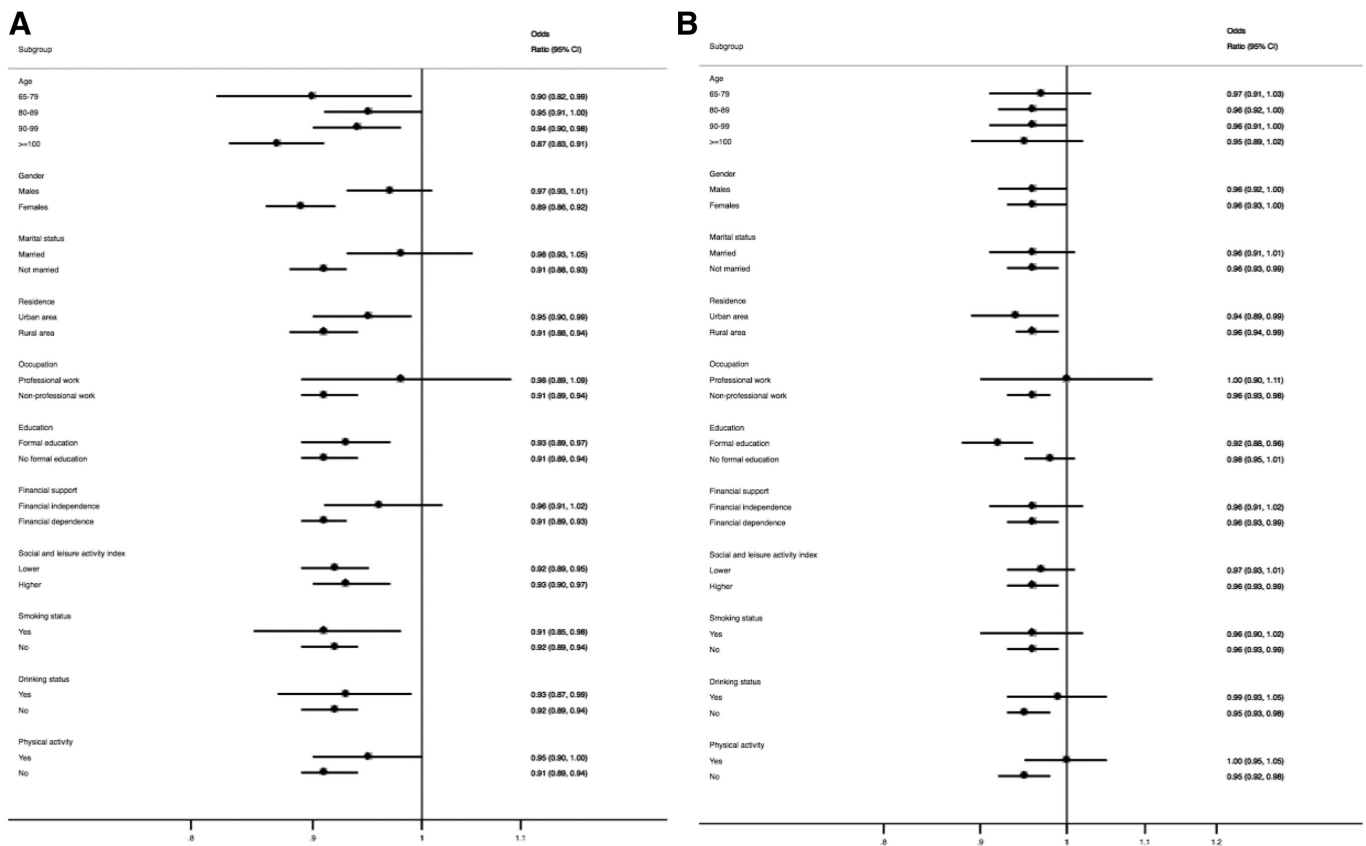 A
Odds
Subgroup Ratio (95% CI)
Age
65-79 0.90 (0.82, 0.99)
80-89 0.95 (0.91, 1.00)
90-99 0.94 (0.90, 0.98)
>=100 0.87 (0.83, 0.91)
Gender
Males 0.97 (0.93, 1.01)
Females 0.89 (0.86, 0.92)
Marital status
Married 0.98 (0.93, 1.05)
Not married 0.91 (0.88, 0.93)
Residence
Urban area 0.95 (0.90, 0.99)
Rural area 0.91 (0.88, 0.94)
Occupation
Professional work 0.98 (0.89, 1.09)
Non-professional work 0.91 (0.89, 0.94)
Education
Formal education 0.93 (0.89, 0.97)
No formal education 0.91 (0.89, 0.94)
Financial support
Financial independence 0.96 (0.91, 1.02)
Financial dependence 0.91 (0.89, 0.93)
Social and leisure activity index
Lower 0.92 (0.89, 0.95)
Higher 0.93 (0.90, 0.97)
Smoking status
Yes 0.91 (0.85, 0.98)
No 0.92 (0.89, 0.94)
Drinking status
Yes 0.93 (0.87, 0.99)
No 0.92 (0.89, 0.94)
Physical activity
Yes 0.95 (0.90, 1.00)
No 0.91 (0.89, 0.94)
.8 .9 1 1.1
B
Odds
Subgroup Ratio (95% CI)
Age
65-79 0.97 (0.91, 1.03)
80-89 0.96 (0.92, 1.00)
90-99 0.96 (0.91, 1.00)
>=100 0.95 (0.89, 1.02)
Gender
Males 0.96 (0.92, 1.00)
Females 0.96 (0.93, 1.00)
Marital status
Married 0.96 (0.91, 1.01)
Not married 0.96 (0.93, 0.99)
Residence
Urban area 0.94 (0.89, 0.99)
Rural area 0.96 (0.94, 0.99)
Occupation
Professional work 1.00 (0.90, 1.11)
Non-professional work 0.96 (0.93, 0.98)
Education
Formal education 0.92 (0.88, 0.96)
No formal education 0.98 (0.95, 1.01)
Financial support
Financial independence 0.96 (0.91, 1.02)
Financial dependence 0.96 (0.93, 0.99)
Social and leisure activity index
Lower 0.97 (0.93, 1.01)
Higher 0.96 (0.93, 0.99)
Smoking status
Yes 0.96 (0.90, 1.02)
No 0.96 (0.93, 0.99)
Drinking status
Yes 0.99 (0.93, 1.05)
No 0.95 (0.93, 0.98)
Physical activity
Yes 1.00 (0.95, 1.05)
No 0.95 (0.92, 0.98)
.8 .9 1 1.1 1.2